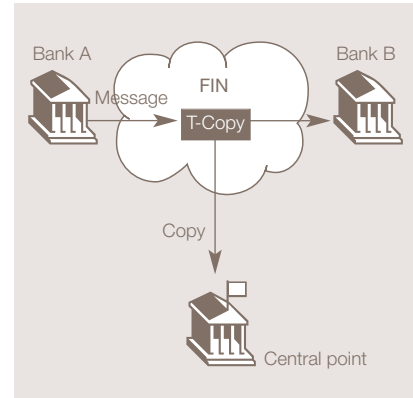 Bank A
Bank B
FIN
Message
T-Copy
Copy
Central point